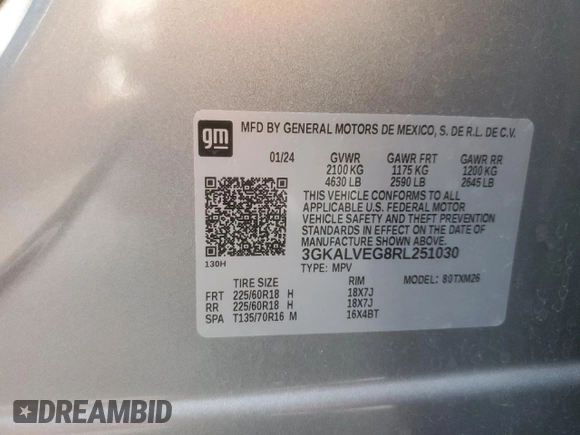 gm
MFD BY GENERAL MOTORS DE MEXICO, S. DE R.L. DE C.V.
01/24 GVWR GAWR FRT GAWR RR
2100 KG 1175 KG 1200 KG
4630 LB 2590 LB 2645 LB
THIS VEHICLE CONFORMS TO ALL
APPLICABLE U.S. FEDERAL MOTOR
VEHICLE SAFETY AND THEFT PREVENTION
STANDARDS IN EFFECT ON THE DATE OF
MANUFACTURE SHOWN ABOVE.
130H
3GKALVEG8RL251030
TYPE: MPV MODEL: 80TXM26
TIRE SIZE RIM
FRT 225/60R18 H 18X7J
RR 225/60R18 H 18X7J
SPA T135/70R16 M 16X4BT
DREAMBID